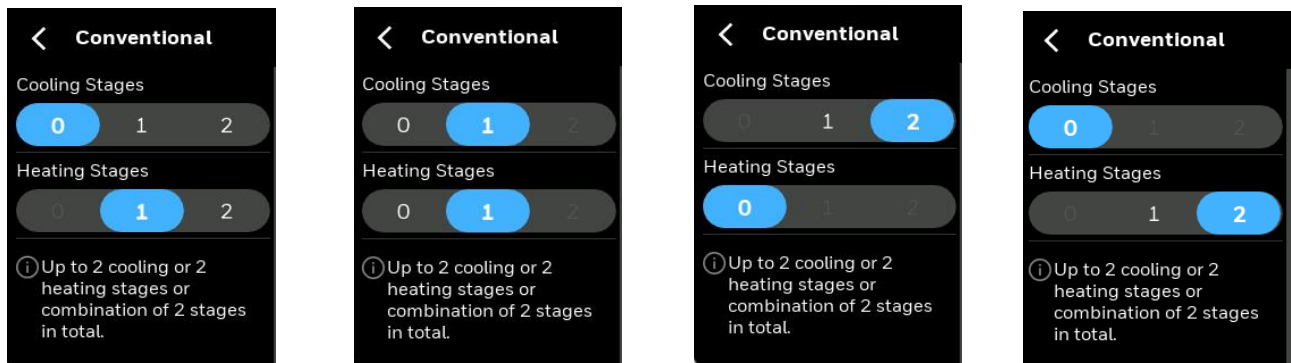 Conventional
Cooling Stages
0 1 2
Heating Stages
0 1 2
Up to 2 cooling or 2
heating stages or
combination of 2 stages
in total.
Conventional
Cooling Stages
0 1 2
Heating Stages
0 1 2
Up to 2 cooling or 2
heating stages or
combination of 2 stages
in total.
Conventional
Cooling Stages
0 1 2
Heating Stages
0 1 2
Up to 2 cooling or 2
heating stages or
combination of 2 stages
in total.
Conventional
Cooling Stages
0 1 2
Heating Stages
0 1 2
Up to 2 cooling or 2
heating stages or
combination of 2 stages
in total.